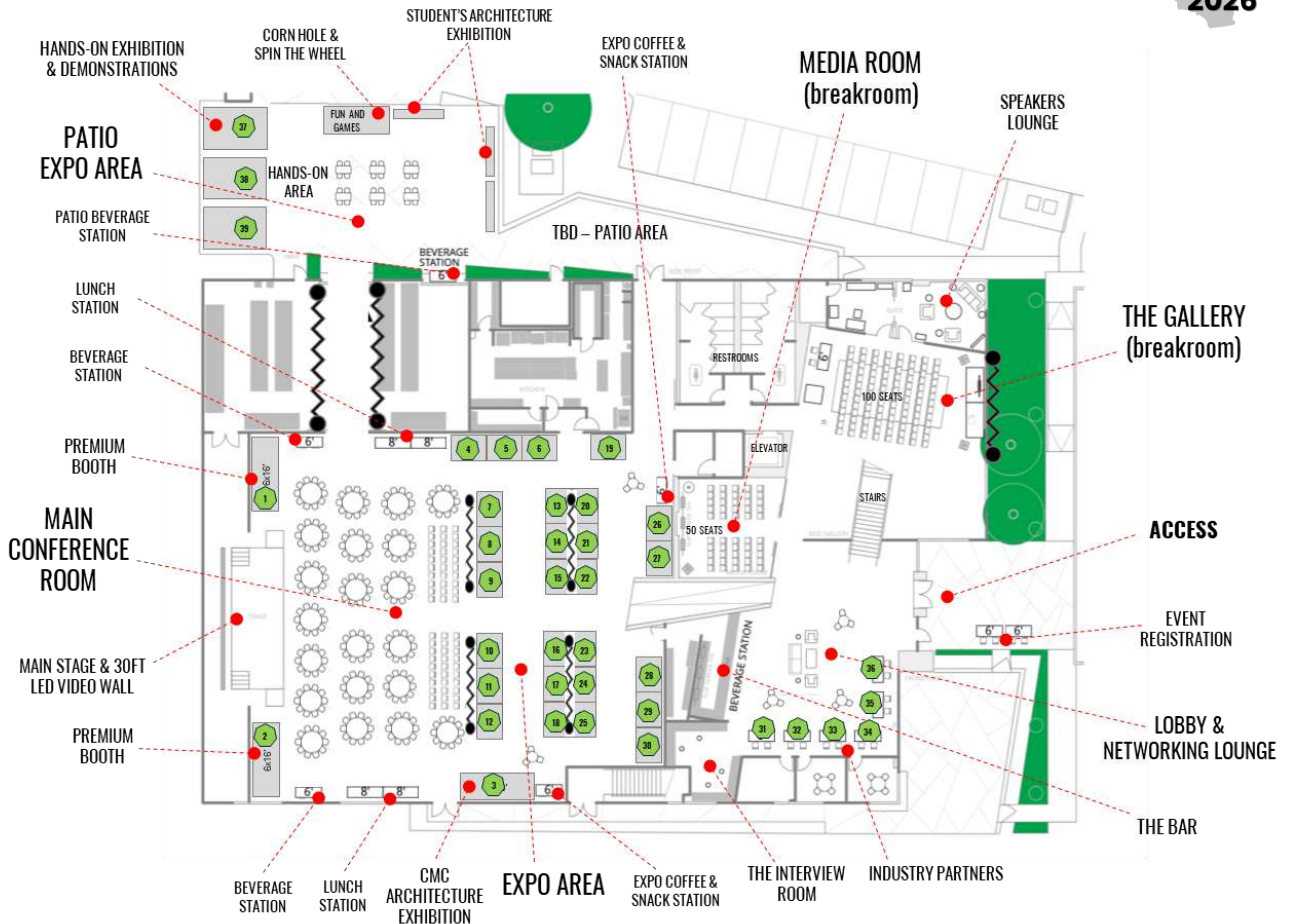 2026
STUDENT'S ARCHITECTURE
EXHIBITION
CORN HOLE &
SPIN THE WHEEL
HANDS-ON EXHIBITION
& DEMONSTRATIONS
EXPO COFFEE &
SNACK STATION
MEDIA ROOM
(breakroom)
SPEAKERS
LOUNGE
PATIO
EXPO AREA
FUN AND
GAMES
37
38
39
HANDS-ON
AREA
PATIO BEVERAGE
STATION
TBD – PATIO AREA
BEVERAGE
STATION
6'
LUNCH
STATION
THE GALLERY
(breakroom)
BEVERAGE
STATION
RESTROOMS
KITCHEN
SUITE
6'
100 SEATS
PREMIUM
BOOTH
6'
8'
8'
4
5
6
19
ELEVATOR
STAIRS
6x16'
1
6'
MAIN
CONFERENCE
ROOM
7
8
9
13
14
15
20
21
22
26
27
50 SEATS
ACCESS
EVENT
REGISTRATION
6'
6'
MAIN STAGE & 30FT
LED VIDEO WALL
10
11
12
16
17
18
23
24
25
28
29
30
BEVERAGE STATION
36
35
31
32
33
34
LOBBY &
NETWORKING LOUNGE
PREMIUM
BOOTH
2
6x16'
6'
8'
8'
3
6'
THE BAR
BEVERAGE
STATION
LUNCH
STATION
CMC
ARCHITECTURE
EXHIBITION
EXPO AREA
EXPO COFFEE &
SNACK STATION
THE INTERVIEW
ROOM
INDUSTRY PARTNERS